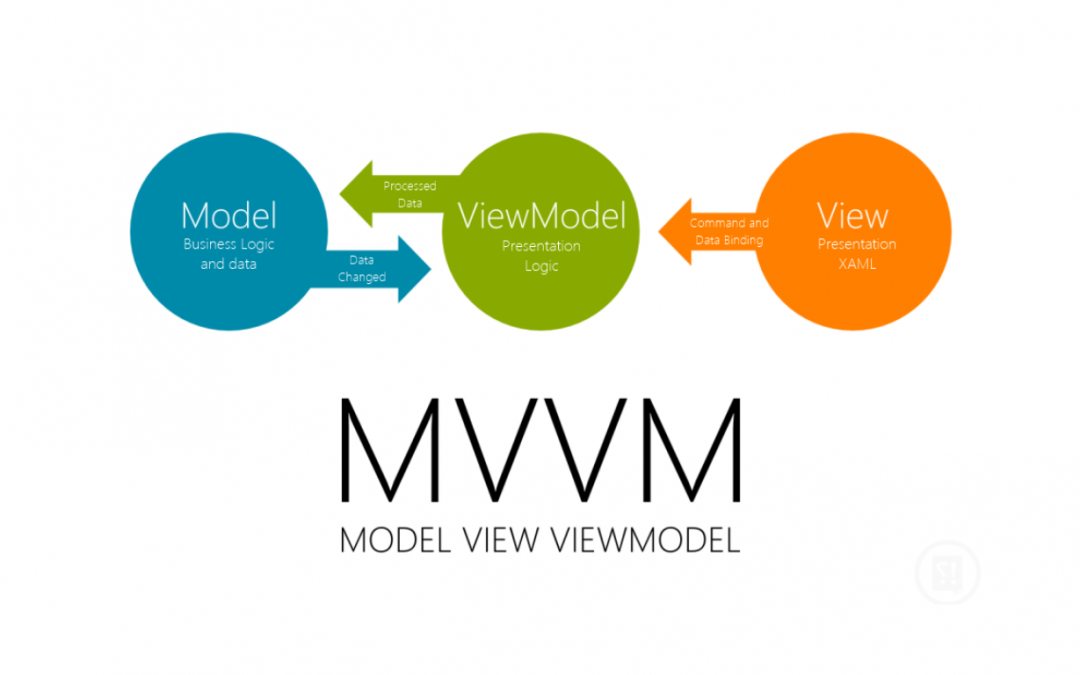 Model
Business Logic
and data
Processed
Data
Data
Changed
ViewModel
Presentation
Logic
Command and
Data Binding
View
Presentation
XAML
MVVM
MODEL VIEW VIEWMODEL